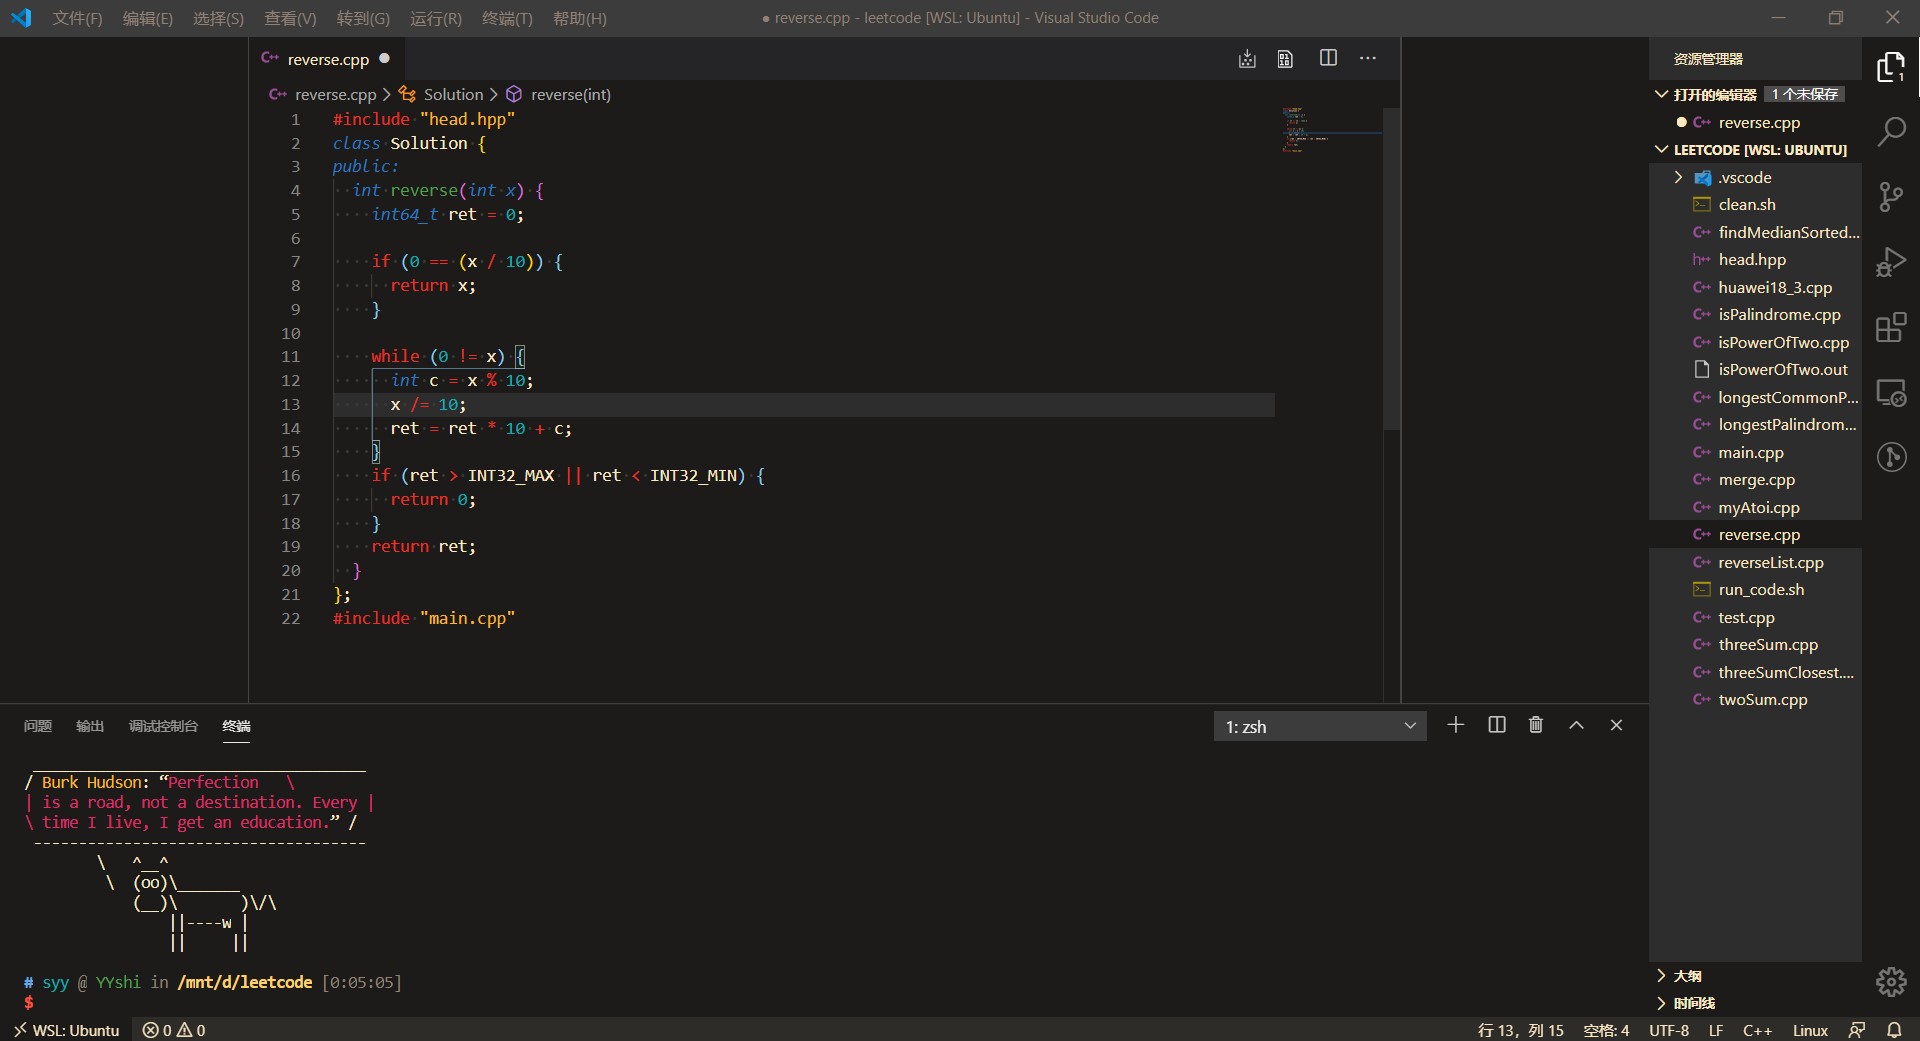 文件(F) 编辑(E) 选择(S) 查看(V) 转到(G) 运行(R) 终端(T) 帮助(H) ● reverse.cpp - leetcode [WSL: Ubuntu] - Visual Studio Code
reverse.cpp ●
reverse.cpp > Solution > reverse(int)
1 #include "head.hpp"
2 class Solution {
3 public:
4 int reverse(int x) {
5 int64_t ret = 0;
6
7 if (0 == (x / 10)) {
8 return x;
9 }
10
11 while (0 != x) {
12 int c = x % 10;
13 x /= 10;
14 ret = ret * 10 + c;
15 }
16 if (ret > INT32_MAX || ret < INT32_MIN) {
17 return 0;
18 }
19 return ret;
20 }
21 };
22 #include "main.cpp"
资源管理器
1
打开的编辑器 1 个未保存
● reverse.cpp
LEETCODE [WSL: UBUNTU]
.vscode
clean.sh
findMedianSorted...
head.hpp
huawei18_3.cpp
isPalindrome.cpp
isPowerOfTwo.cpp
isPowerOfTwo.out
longestCommonP...
longestPalindrom...
main.cpp
merge.cpp
myAtoi.cpp
reverse.cpp
reverseList.cpp
run_code.sh
test.cpp
threeSum.cpp
threeSumClosest....
twoSum.cpp
大纲
时间线
问题 输出 调试控制台 终端 1: zsh
_____________________________________
/ Burk Hudson: “Perfection \
| is a road, not a destination. Every |
\ time I live, I get an education.” /
-------------------------------------
\ ^__^
\ (oo)\_______
(__)\ )\/\
||----w |
|| ||
# syy @ YYshi in /mnt/d/leetcode [0:05:05]
$
WSL: Ubuntu 0 0 行 13，列 15 空格: 4 UTF-8 LF C++ Linux